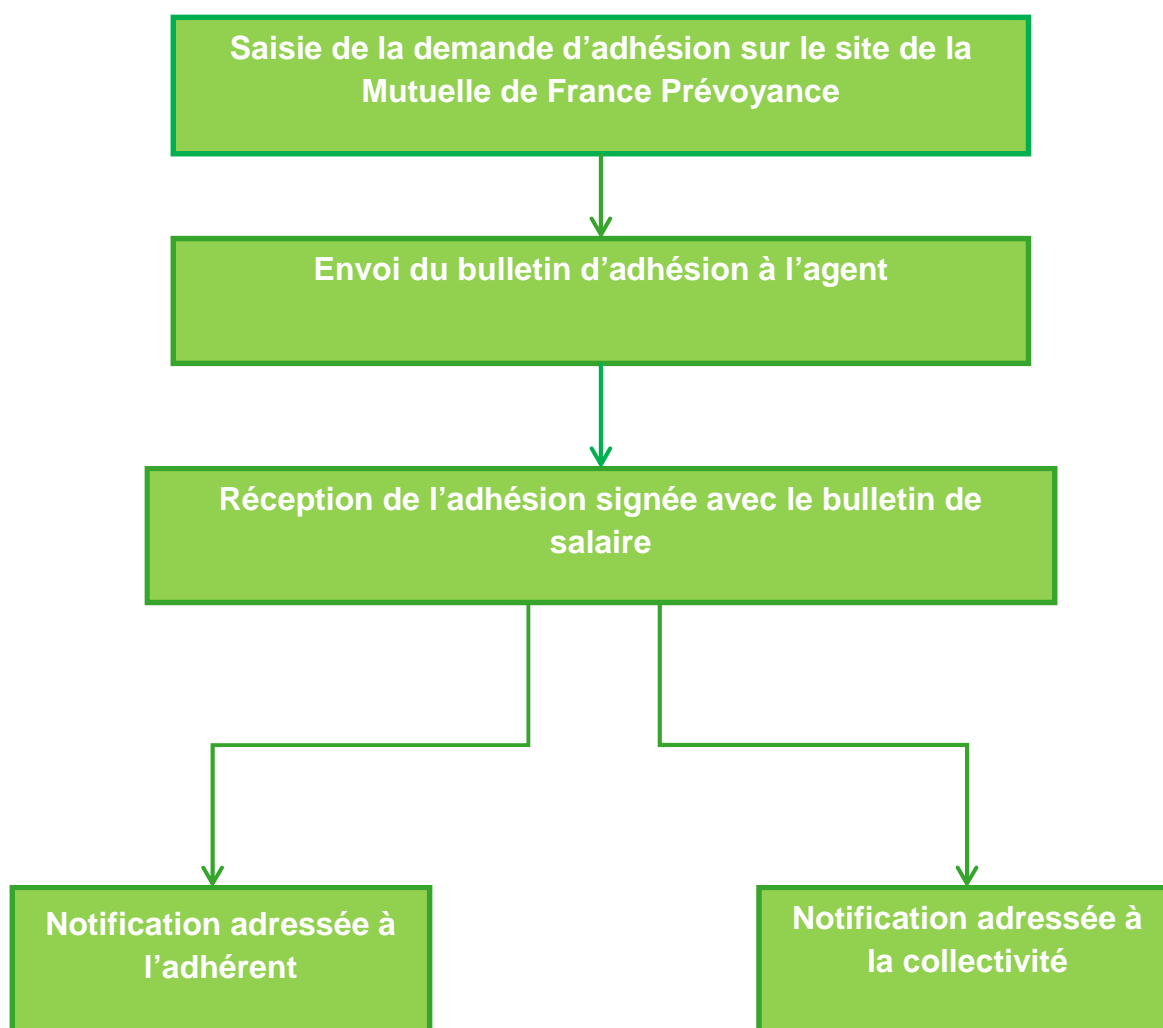 Saisie de la demande d’adhésion sur le site de la
Mutuelle de France Prévoyance
Envoi du bulletin d’adhésion à l’agent
Réception de l’adhésion signée avec le bulletin de
salaire
Notification adressée à
l’adhérent
Notification adressée à
la collectivité